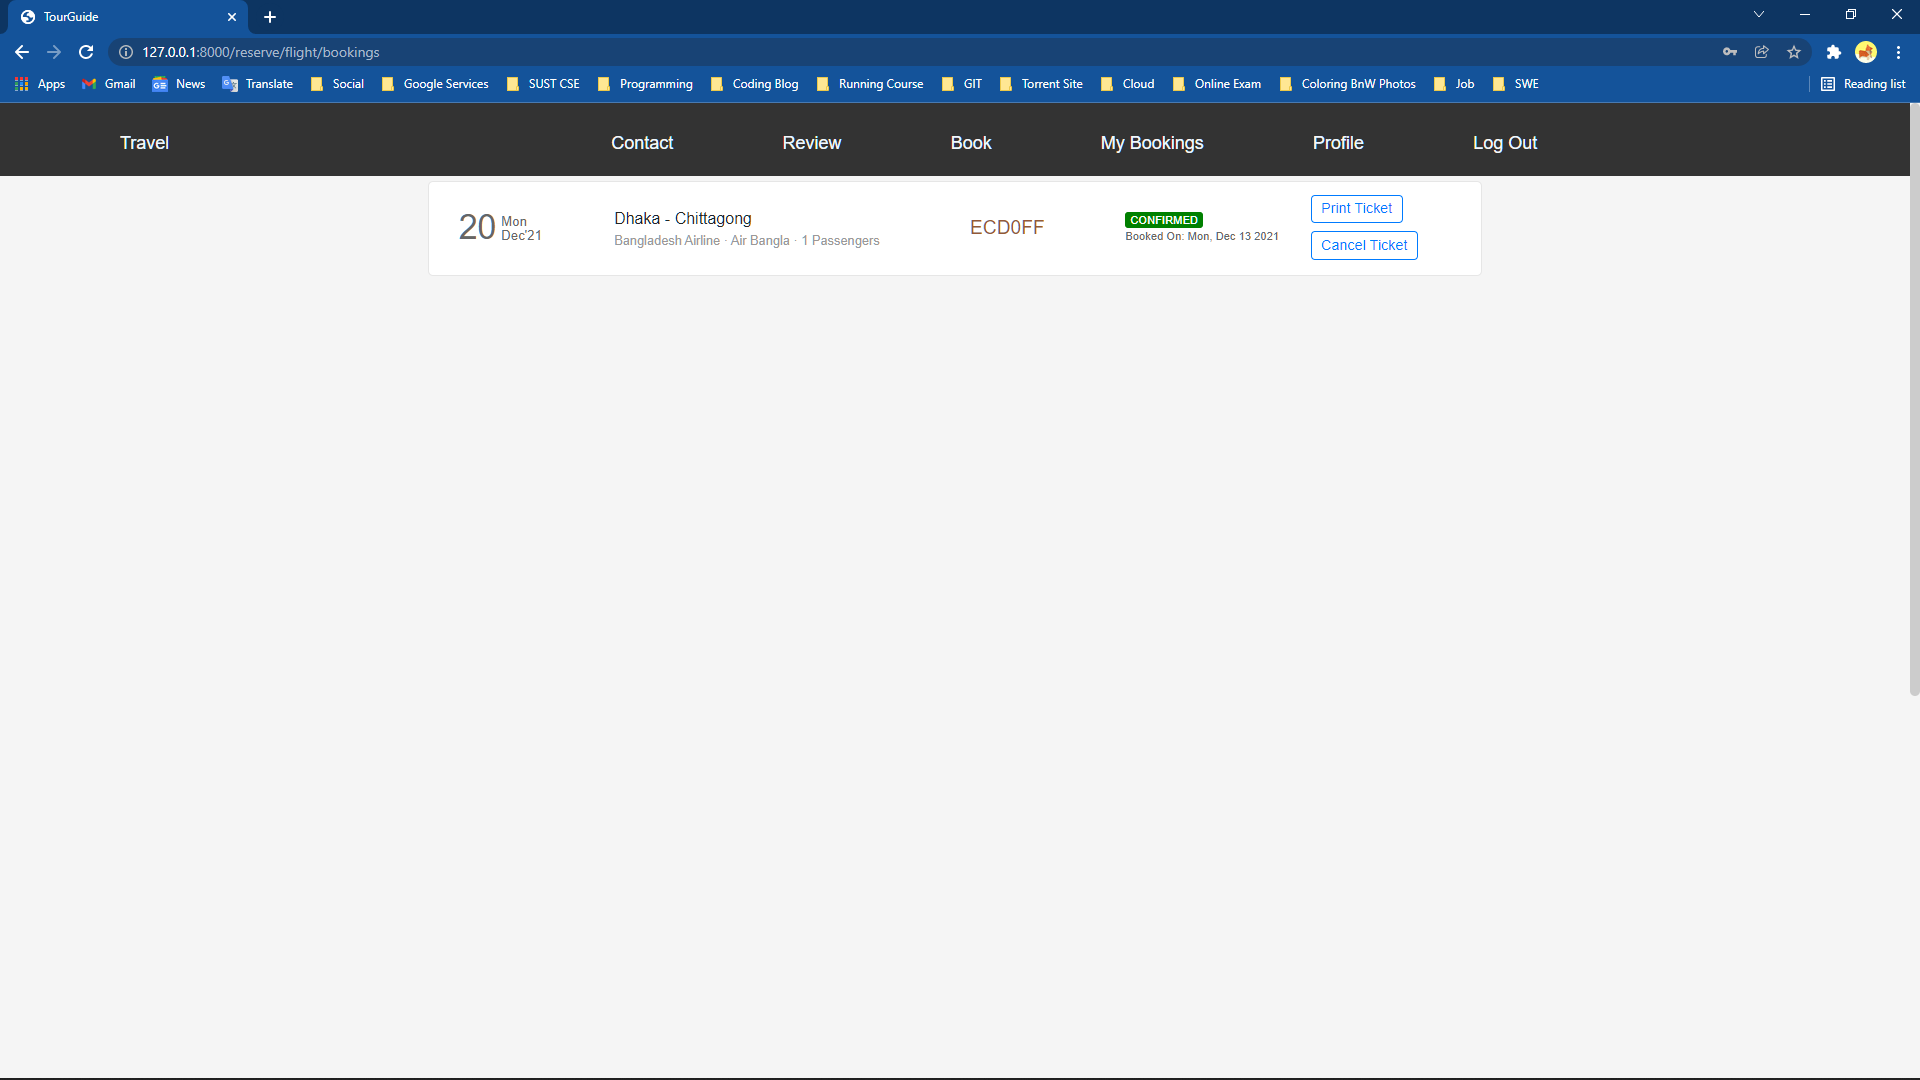 TourGuide
127.0.0.1:8000/reserve/flight/bookings
Apps Gmail News Translate Social Google Services SUST CSE Programming Coding Blog Running Course GIT Torrent Site Cloud Online Exam Coloring BnW Photos Job SWE Reading list
Travel Contact Review Book My Bookings Profile Log Out
20 Mon
Dec'21
Dhaka - Chittagong
Bangladesh Airline · Air Bangla · 1 Passengers
ECD0FF
CONFIRMED
Booked On: Mon, Dec 13 2021
Print Ticket
Cancel Ticket